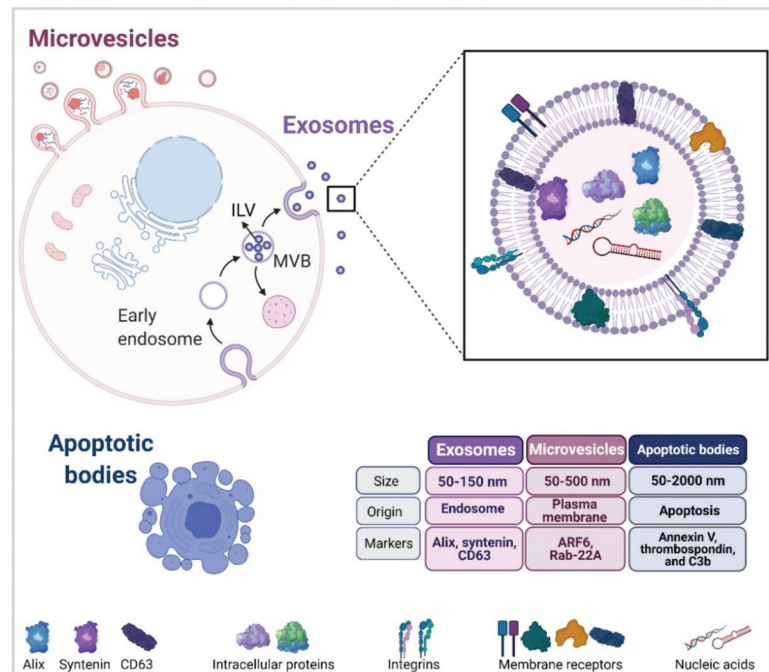 Microvesicles
Exosomes
ILV
MVB
Early
endosome
Apoptotic
bodies
Exosomes Microvesicles Apoptotic bodies
Size 50-150 nm 50-500 nm 50-2000 nm
Origin Endosome Plasma membrane Apoptosis
Markers Alix, syntenin, CD63 ARF6, Rab-22A Annexin V, thrombospondin, and C3b
Alix Syntenin CD63 Intracellular proteins Integrins Membrane receptors Nucleic acids